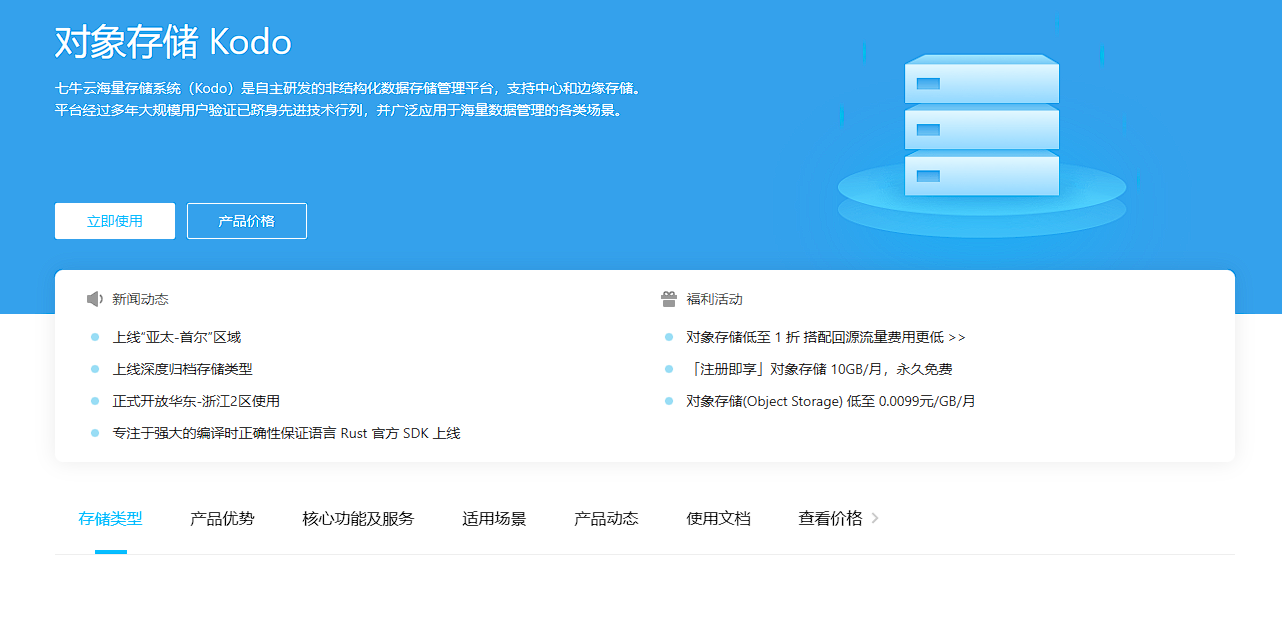 对象存储 Kodo
七牛云海量存储系统（Kodo）是自主研发的非结构化数据存储管理平台，支持中心和边缘存储。
平台经过多年大规模用户验证已跻身先进技术行列，并广泛应用于海量数据管理的各类场景。
立即使用 产品价格
新闻动态
上线“亚太-首尔”区域
上线深度归档存储类型
正式开放华东-浙江2区使用
专注于强大的编译时正确性保证语言 Rust 官方 SDK 上线
福利活动
对象存储低至 1 折 搭配回源流量费用更低 >>
「注册即享」对象存储 10GB/月，永久免费
对象存储(Object Storage) 低至 0.0099元/GB/月
存储类型 产品优势 核心功能及服务 适用场景 产品动态 使用文档 查看价格